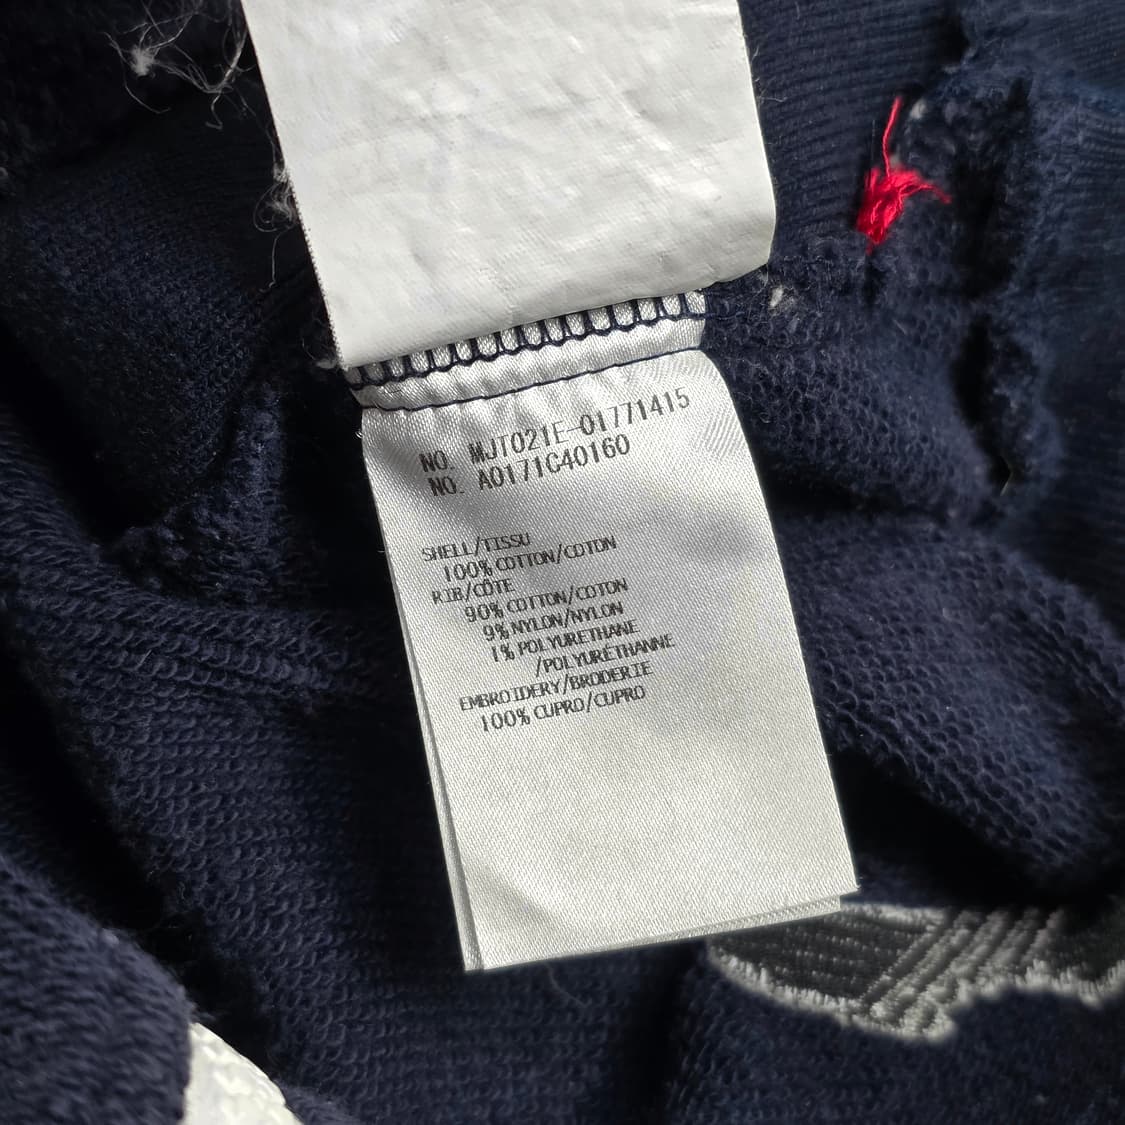 NO. MJT021E-01771415
NO. A0171C40160
SHELL/TISSU
100% COTTON/COTON
RIB/CÔTE
90% COTTON/COTON
9% NYLON/NYLON
1% POLYURETHANE
/POLYURÉTHANNE
EMBROIDERY/BRODERIE
100% CUPRO/CUPRO